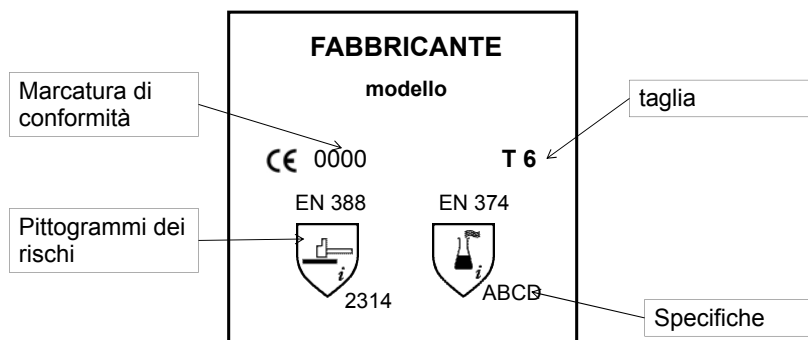 FABBRICANTE
modello
Marcatura di
conformità
taglia
CE 0000
T 6
EN 388
EN 374
Pittogrammi dei
rischi
i
i
2314
ABCD
Specifiche